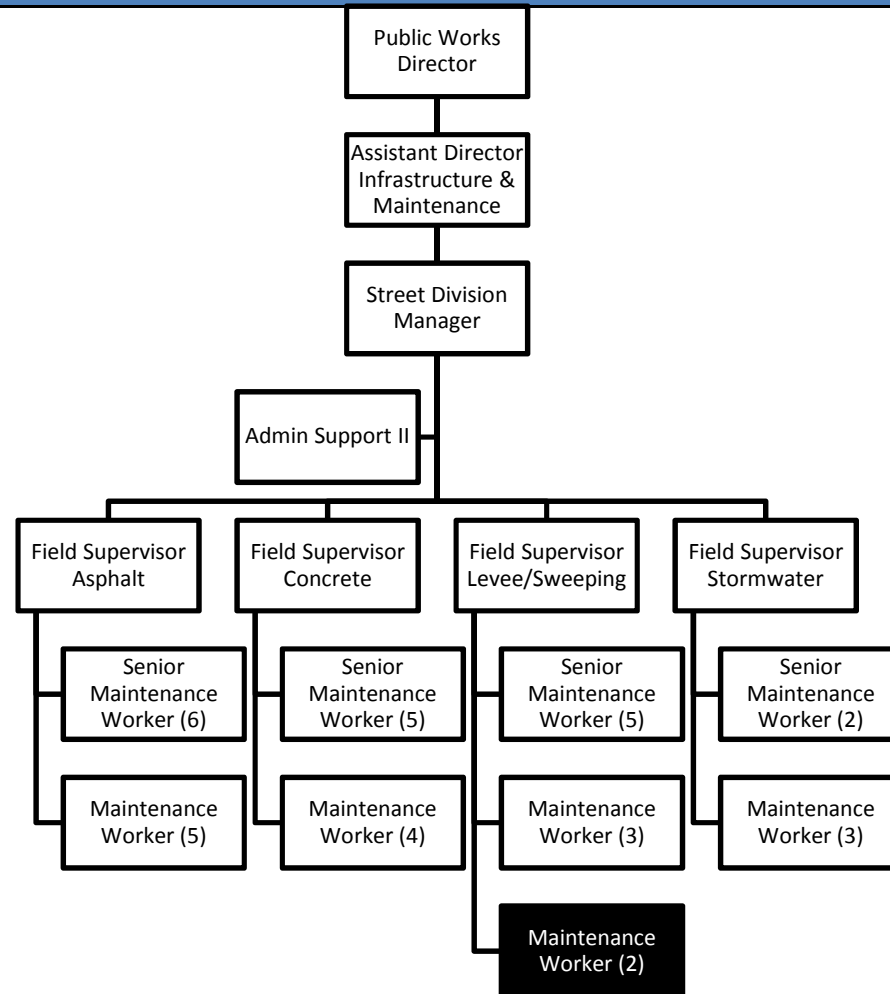 Public Works
Director
Assistant Director
Infrastructure &
Maintenance
Street Division
Manager
Admin Support II
Field Supervisor
Asphalt
Field Supervisor
Concrete
Field Supervisor
Levee/Sweeping
Field Supervisor
Stormwater
Senior
Maintenance
Worker (6)
Senior
Maintenance
Worker (5)
Senior
Maintenance
Worker (5)
Senior
Maintenance
Worker (2)
Maintenance
Worker (5)
Maintenance
Worker (4)
Maintenance
Worker (3)
Maintenance
Worker (3)
Maintenance
Worker (2)